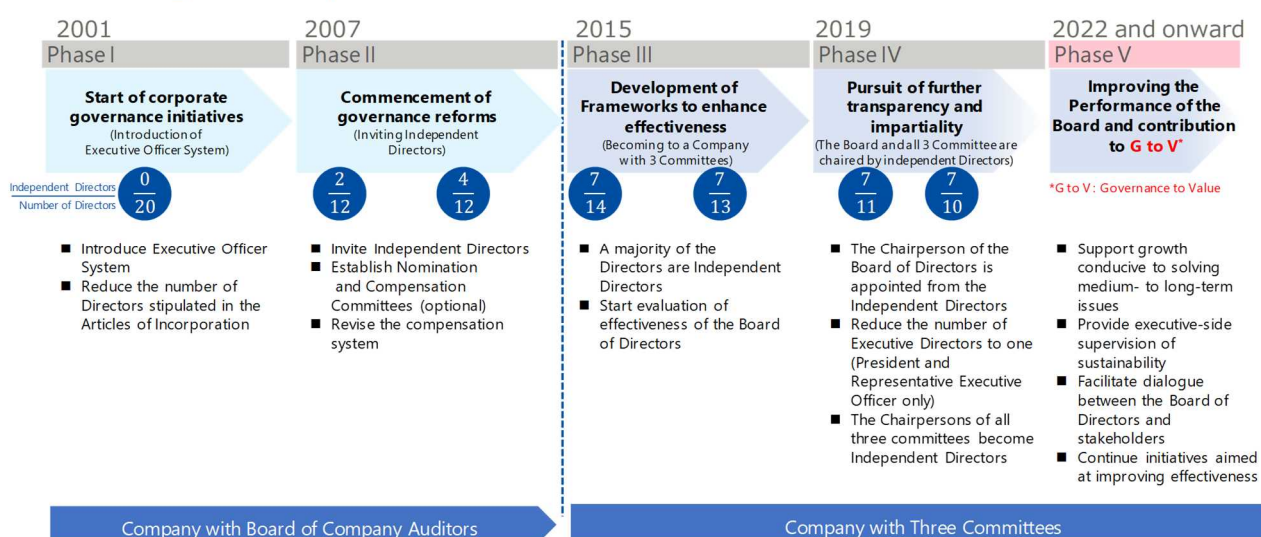 2001
Phase I
Start of corporate
governance initiatives
(Introduction of
Executive Officer System)
Independent Directors
Number of Directors
0
20
■ Introduce Executive Officer
System
■ Reduce the number of
Directors stipulated in the
Articles of Incorporation
2007
Phase II
Commencement of
governance reforms
(Inviting Independent
Directors)
2
12
4
12
■ Invite Independent Directors
■ Establish Nomination
and Compensation
Committees (optional)
■ Revise the compensation
system
2015
Phase III
Development of
Frameworks to enhance
effectiveness
(Becoming to a Company
with 3 Committees)
7
14
7
13
■ A majority of the
Directors are Independent
Directors
■ Start evaluation of
effectiveness of the Board
of Directors
2019
Phase IV
Pursuit of further
transparency and
impartiality
(The Board and all 3 Committee are
chaired by independent Directors)
7
11
7
10
■ The Chairperson of the
Board of Directors is
appointed from the
Independent Directors
■ Reduce the number of
Executive Directors to one
(President and
Representative Executive
Officer only)
■ The Chairpersons of all
three committees become
Independent Directors
2022 and onward
Phase V
Improving the
Performance of the
Board and contribution
to G to V*
*G to V : Governance to Value
■ Support growth
conducive to solving
medium- to long-term
issues
■ Provide executive-side
supervision of
sustainability
■ Facilitate dialogue
between the Board of
Directors and
stakeholders
■ Continue initiatives aimed
at improving effectiveness
Company with Board of Company Auditors
Company with Three Committees